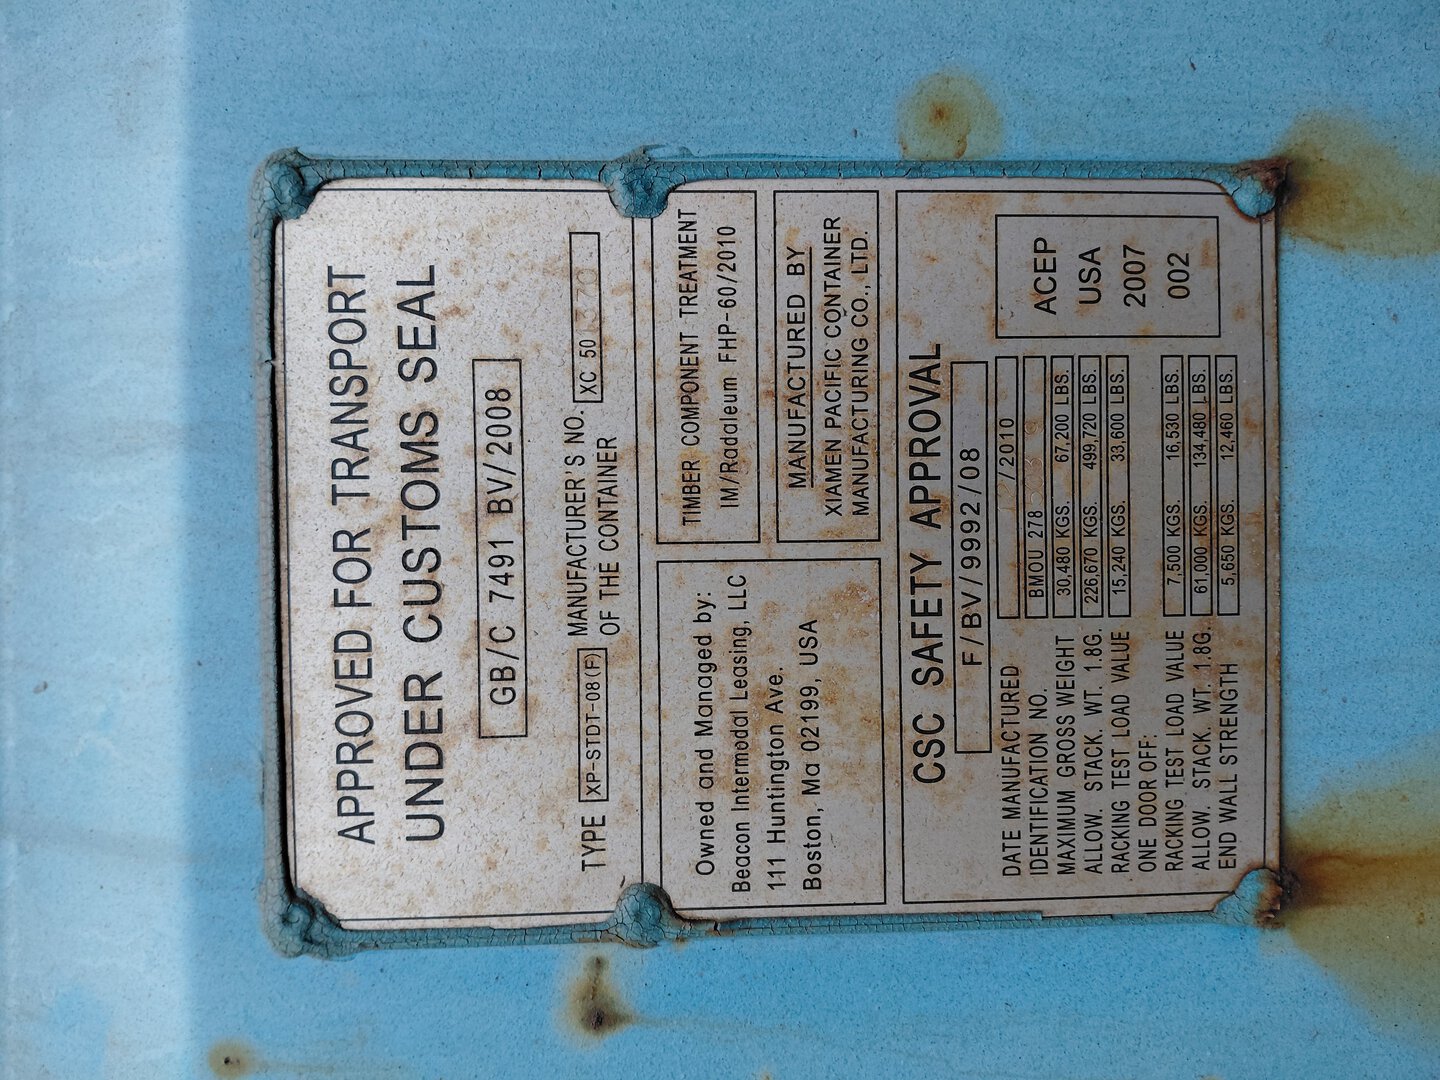 APPROVED FOR TRANSPORT
UNDER CUSTOMS SEAL
GB/C 7491 BV/2008
TYPE XP-STDT-08(F) MANUFACTURER'S NO.
OF THE CONTAINER XC 50
Owned and Managed by:
Beacon Intermodal Leasing, LLC
111 Huntington Ave.
Boston, Ma 02199, USA
TIMBER COMPONENT TREATMENT
IM/Radaleum FHP-60/2010
MANUFACTURED BY
XIAMEN PACIFIC CONTAINER
MANUFACTURING CO., LTD.
CSC SAFETY APPROVAL
F/BV/9992/08
DATE MANUFACTURED /2010
IDENTIFICATION NO. BMOU 278
MAXIMUM GROSS WEIGHT 30,480 KGS. 67,200 LBS.
ALLOW. STACK. WT. 1.8G. 226,670 KGS. 499,720 LBS.
RACKING TEST LOAD VALUE 15,240 KGS. 33,600 LBS.
ONE DOOR OFF:
RACKING TEST LOAD VALUE 7,500 KGS. 16,530 LBS.
ALLOW. STACK. WT. 1.8G. 61,000 KGS. 134,480 LBS.
END WALL STRENGTH 5,650 KGS. 12,460 LBS.
ACEP
USA
2007
002